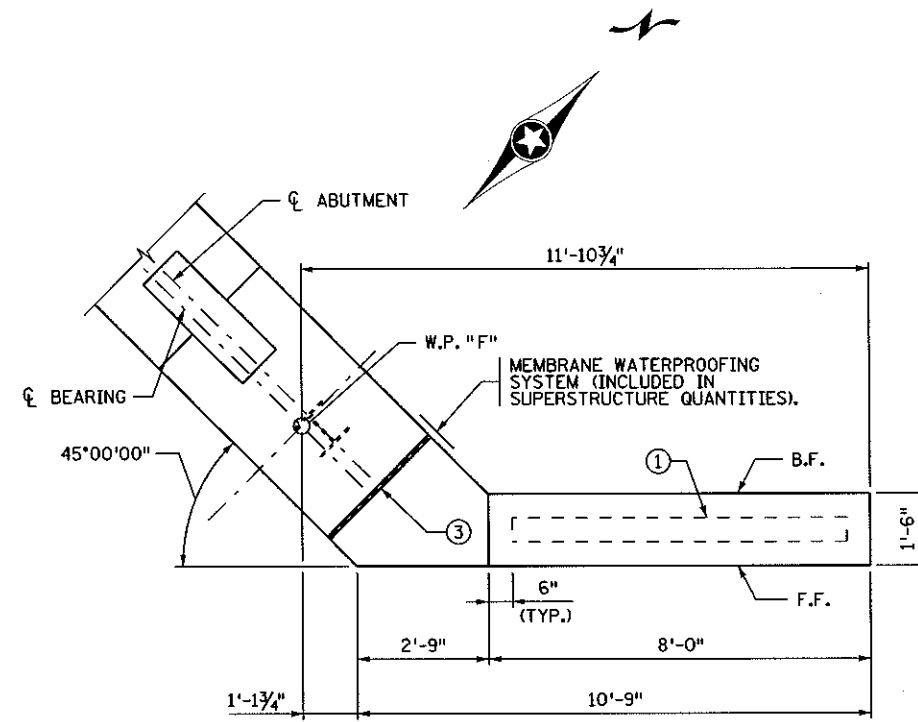 N
℄ ABUTMENT
11'-10¾"
W.P. "F"
MEMBRANE WATERPROOFING
SYSTEM (INCLUDED IN
SUPERSTRUCTURE QUANTITIES).
℄ BEARING
45°00'00"
1
B.F.
3
1'-6"
6"
(TYP.)
F.F.
2'-9"
8'-0"
1'-1¾"
10'-9"